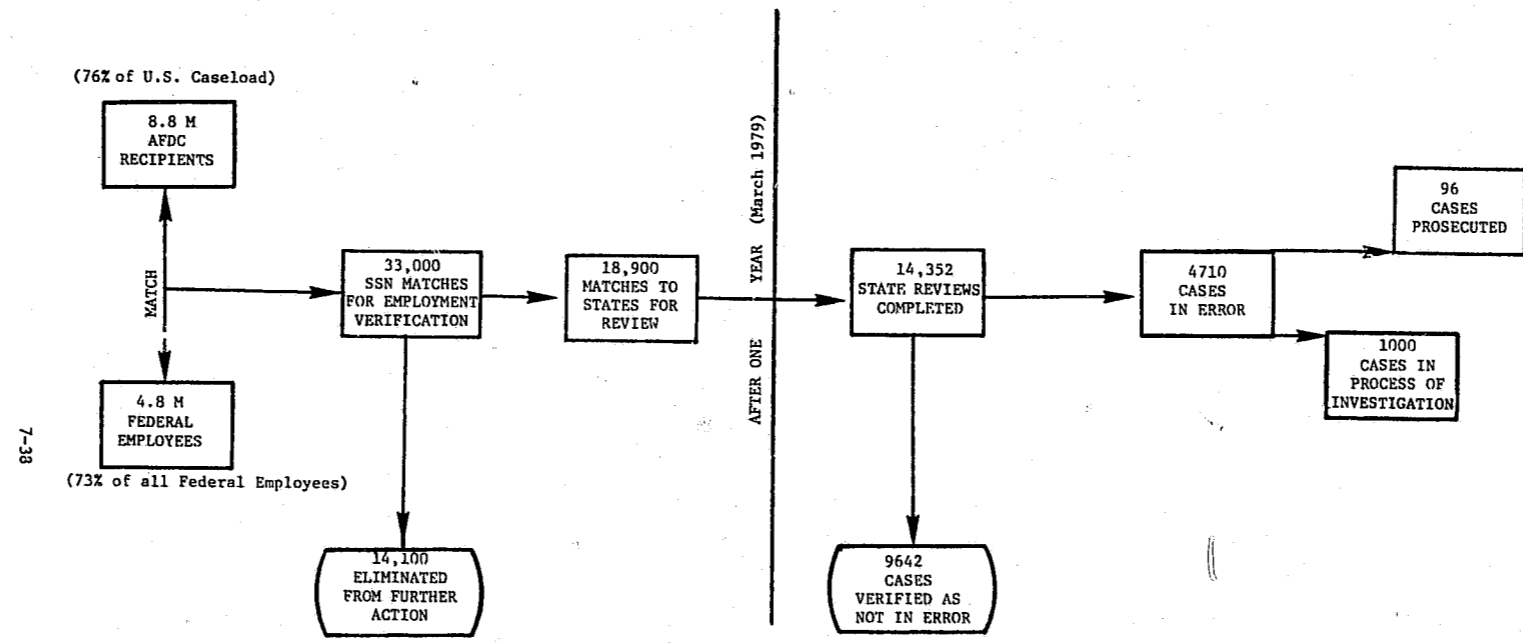 (76% of U.S. Caseload)
8.8 M
AFDC
RECIPIENTS
MATCH
4.8 M
FEDERAL
EMPLOYEES
(73% of all Federal Employees)
33,000
SSN MATCHES
FOR EMPLOYMENT
VERIFICATION
14,100
ELIMINATED
FROM FURTHER
ACTION
18,900
MATCHES TO
STATES FOR
REVIEW
AFTER ONE YEAR (March 1979)
14,352
STATE REVIEWS
COMPLETED
9642
CASES
VERIFIED AS
NOT IN ERROR
4710
CASES
IN ERROR
96
CASES
PROSECUTED
1000
CASES IN
PROCESS OF
INVESTIGATION
7-38